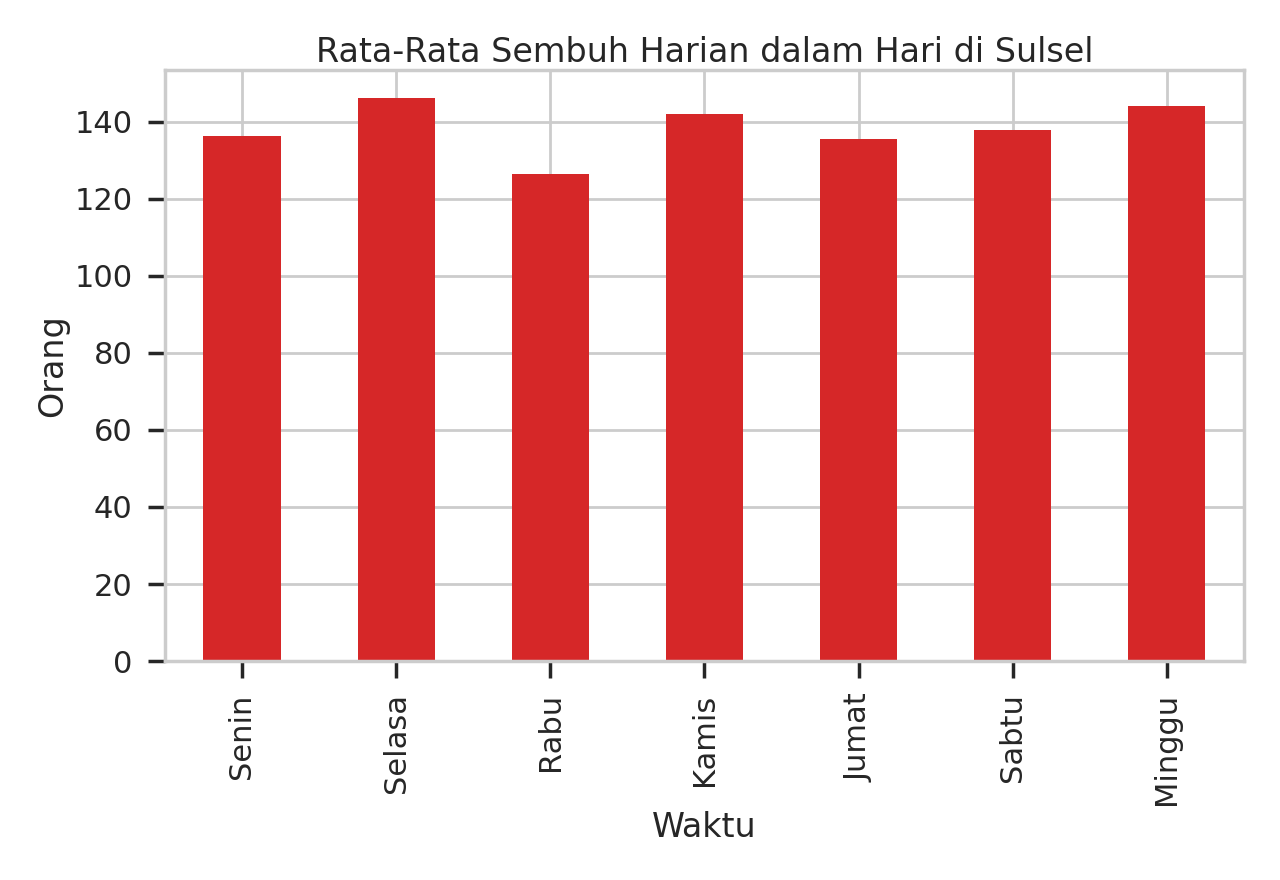 Rata-Rata Sembuh Harian dalam Hari di Sulsel
140
120
100
80
60
40
20
0
Orang
Senin
Selasa
Rabu
Kamis
Jumat
Sabtu
Minggu
Waktu